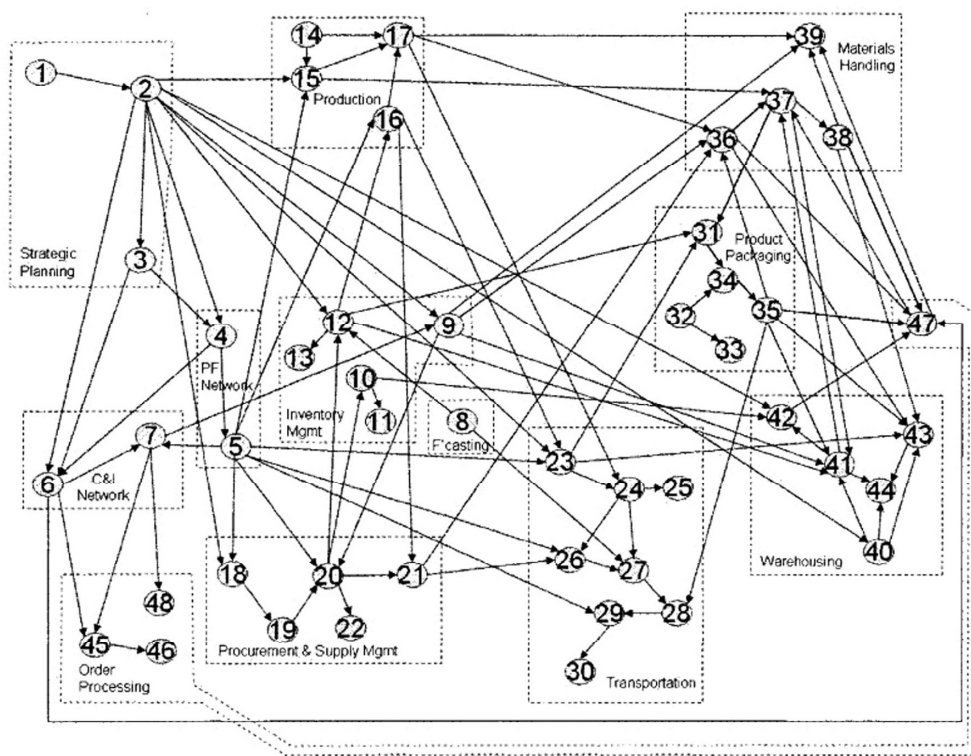 14
17
39
Materials
Handling
1
2
15
Production
37
16
36
38
Strategic
Planning
3
31
Product
Packaging
34
32
35
33
47
4
PF
Network
12
9
13
10
Inventory
Mgmt
11
8
F'casting
42
43
7
5
C&I
Network
6
23
41
44
24
25
40
Warehousing
18
20
21
26
27
48
19
22
Procurement & Supply Mgmt
29
28
45
46
Order
Processing
30
Transportation